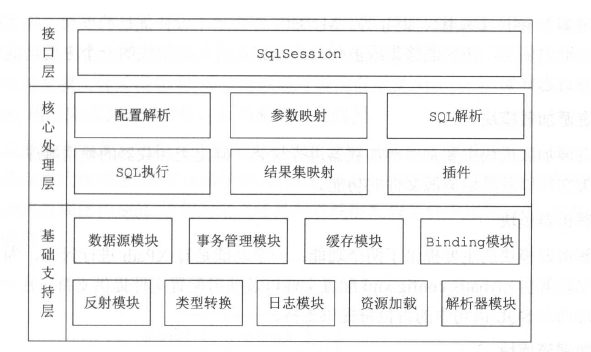 接口层
SqlSession
核心处理层
配置解析 参数映射 SQL解析
SQL执行 结果集映射 插件
基础支持层
数据源模块 事务管理模块 缓存模块 Binding模块
反射模块 类型转换 日志模块 资源加载 解析器模块